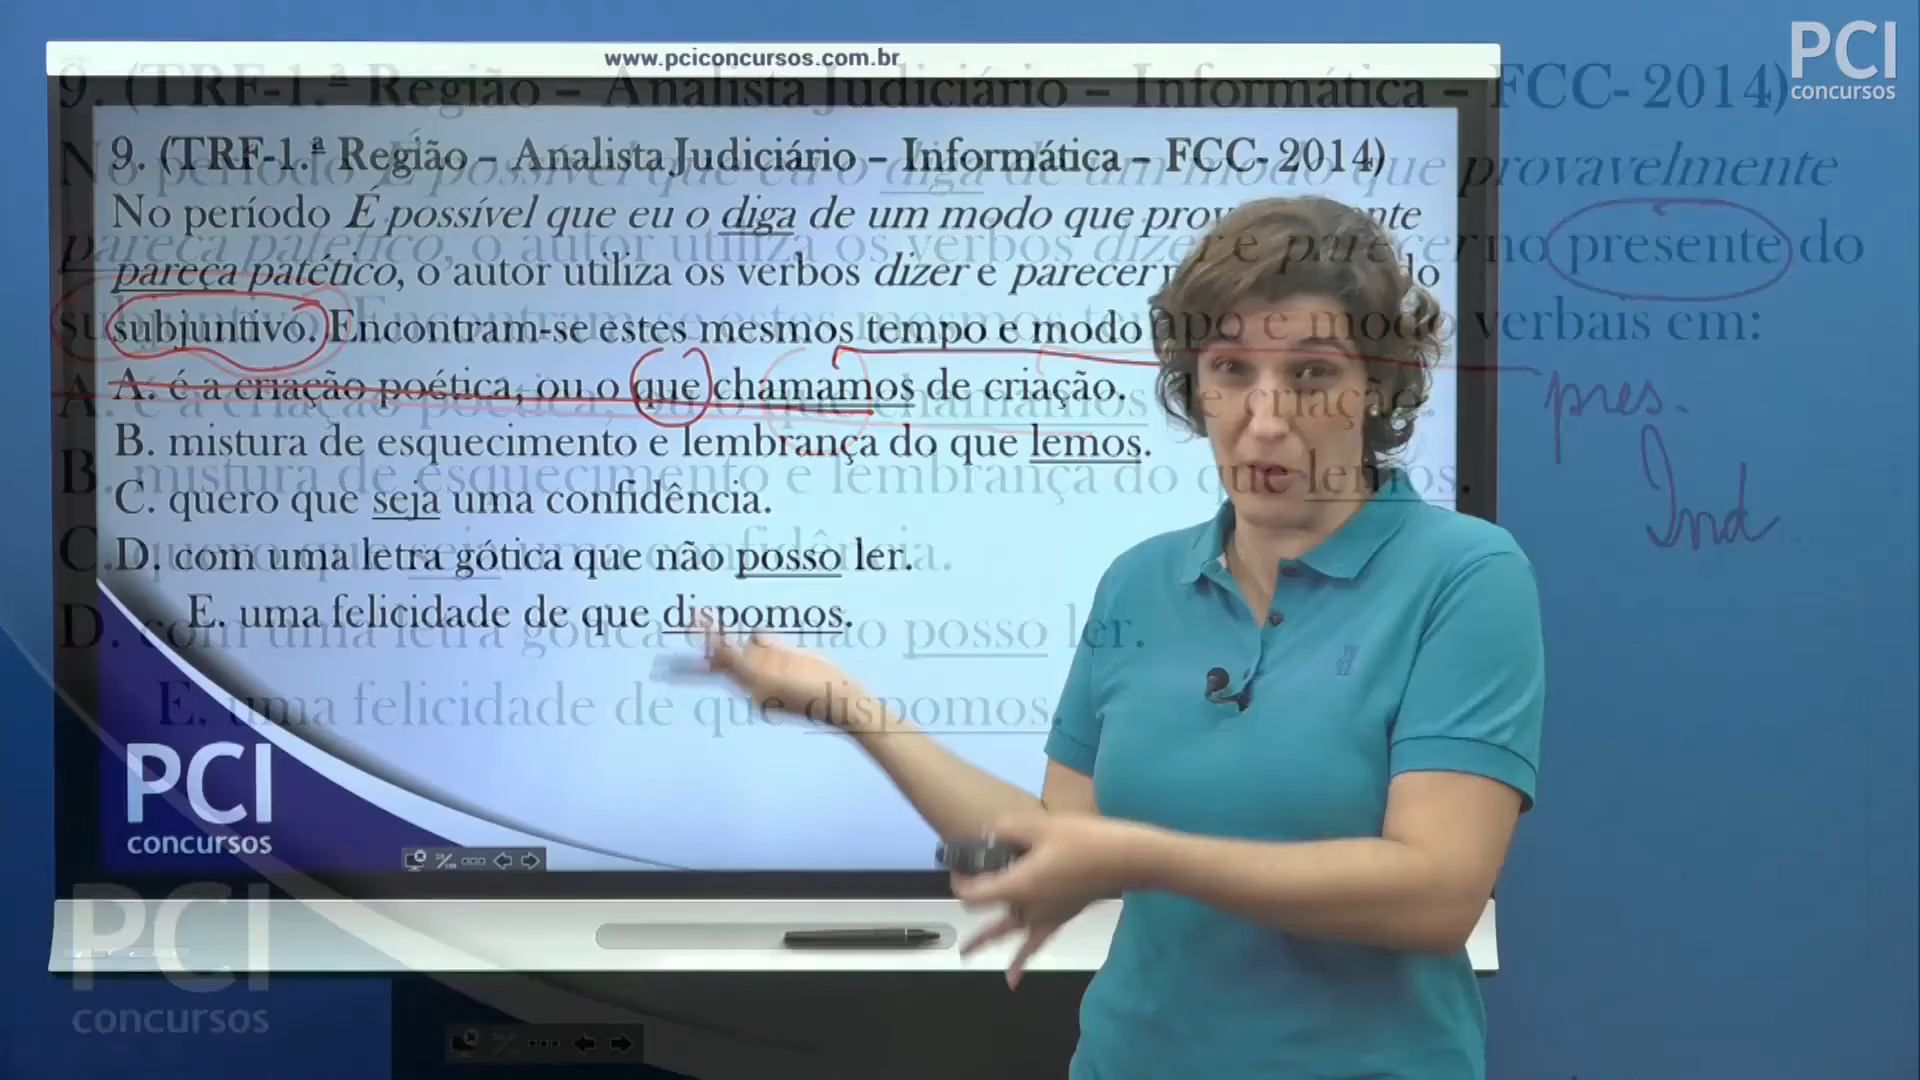 www.pciconcursos.com.br
PCI
concursos
9. (TRF-1.ª Região – Analista Judiciário – Informática – FCC- 2014)
No período É possível que eu o diga de um modo que provavelmente
pareça patético, o autor utiliza os verbos dizer e parecer no presente do
subjuntivo. Encontram-se estes mesmos tempo e modo verbais em:
A. é a criação poética, ou o que chamamos de criação.
B. mistura de esquecimento e lembrança do que lemos.
C. quero que seja uma confidência.
D. com uma letra gótica que não posso ler.
E. uma felicidade de que dispomos.
pres.
Ind
PCI
concursos
PCI
concursos